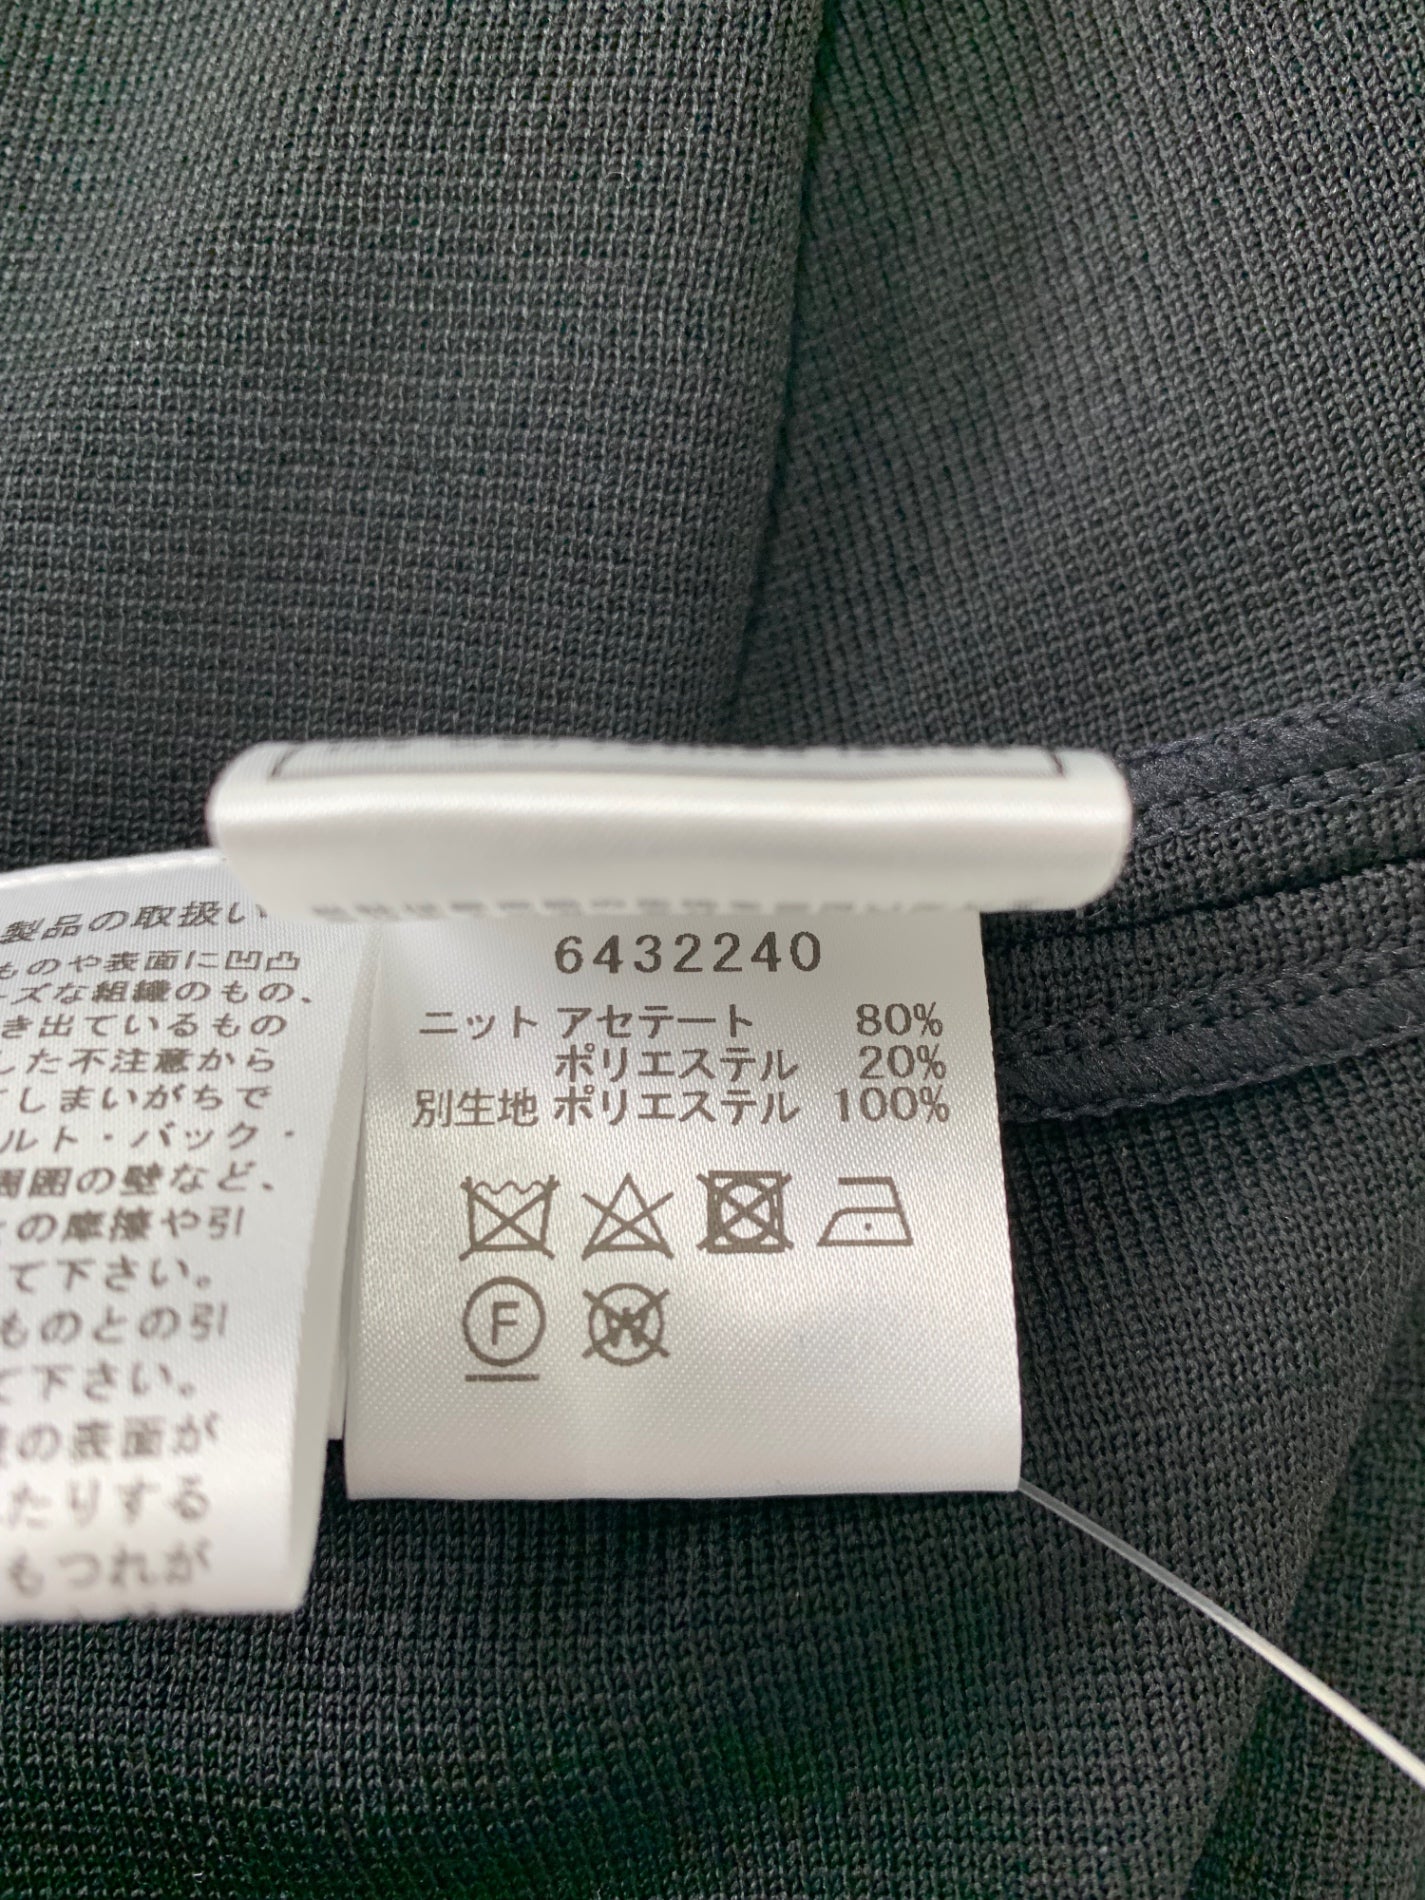 製品の取扱い
ものや表面に凹凸
ーズな組織のもの、
き出ているもの
した不注意から
てしまいがちで
ルト・バック・
周囲の壁など、
との摩擦や引
て下さい。
ものとの引
て下さい。
の表面が
たりする
もつれが
6432240
ニット アセテート 80%
ポリエステル 20%
別生地 ポリエステル 100%
F
W